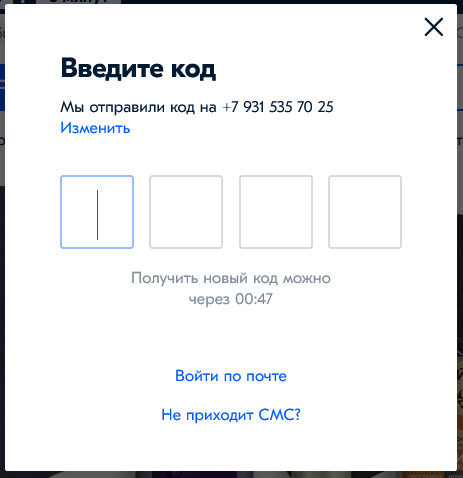 Введите код
Мы отправили код на +7 931 535 70 25
Изменить
Получить новый код можно
через 00:47
Войти по почте
Не приходит СМС?